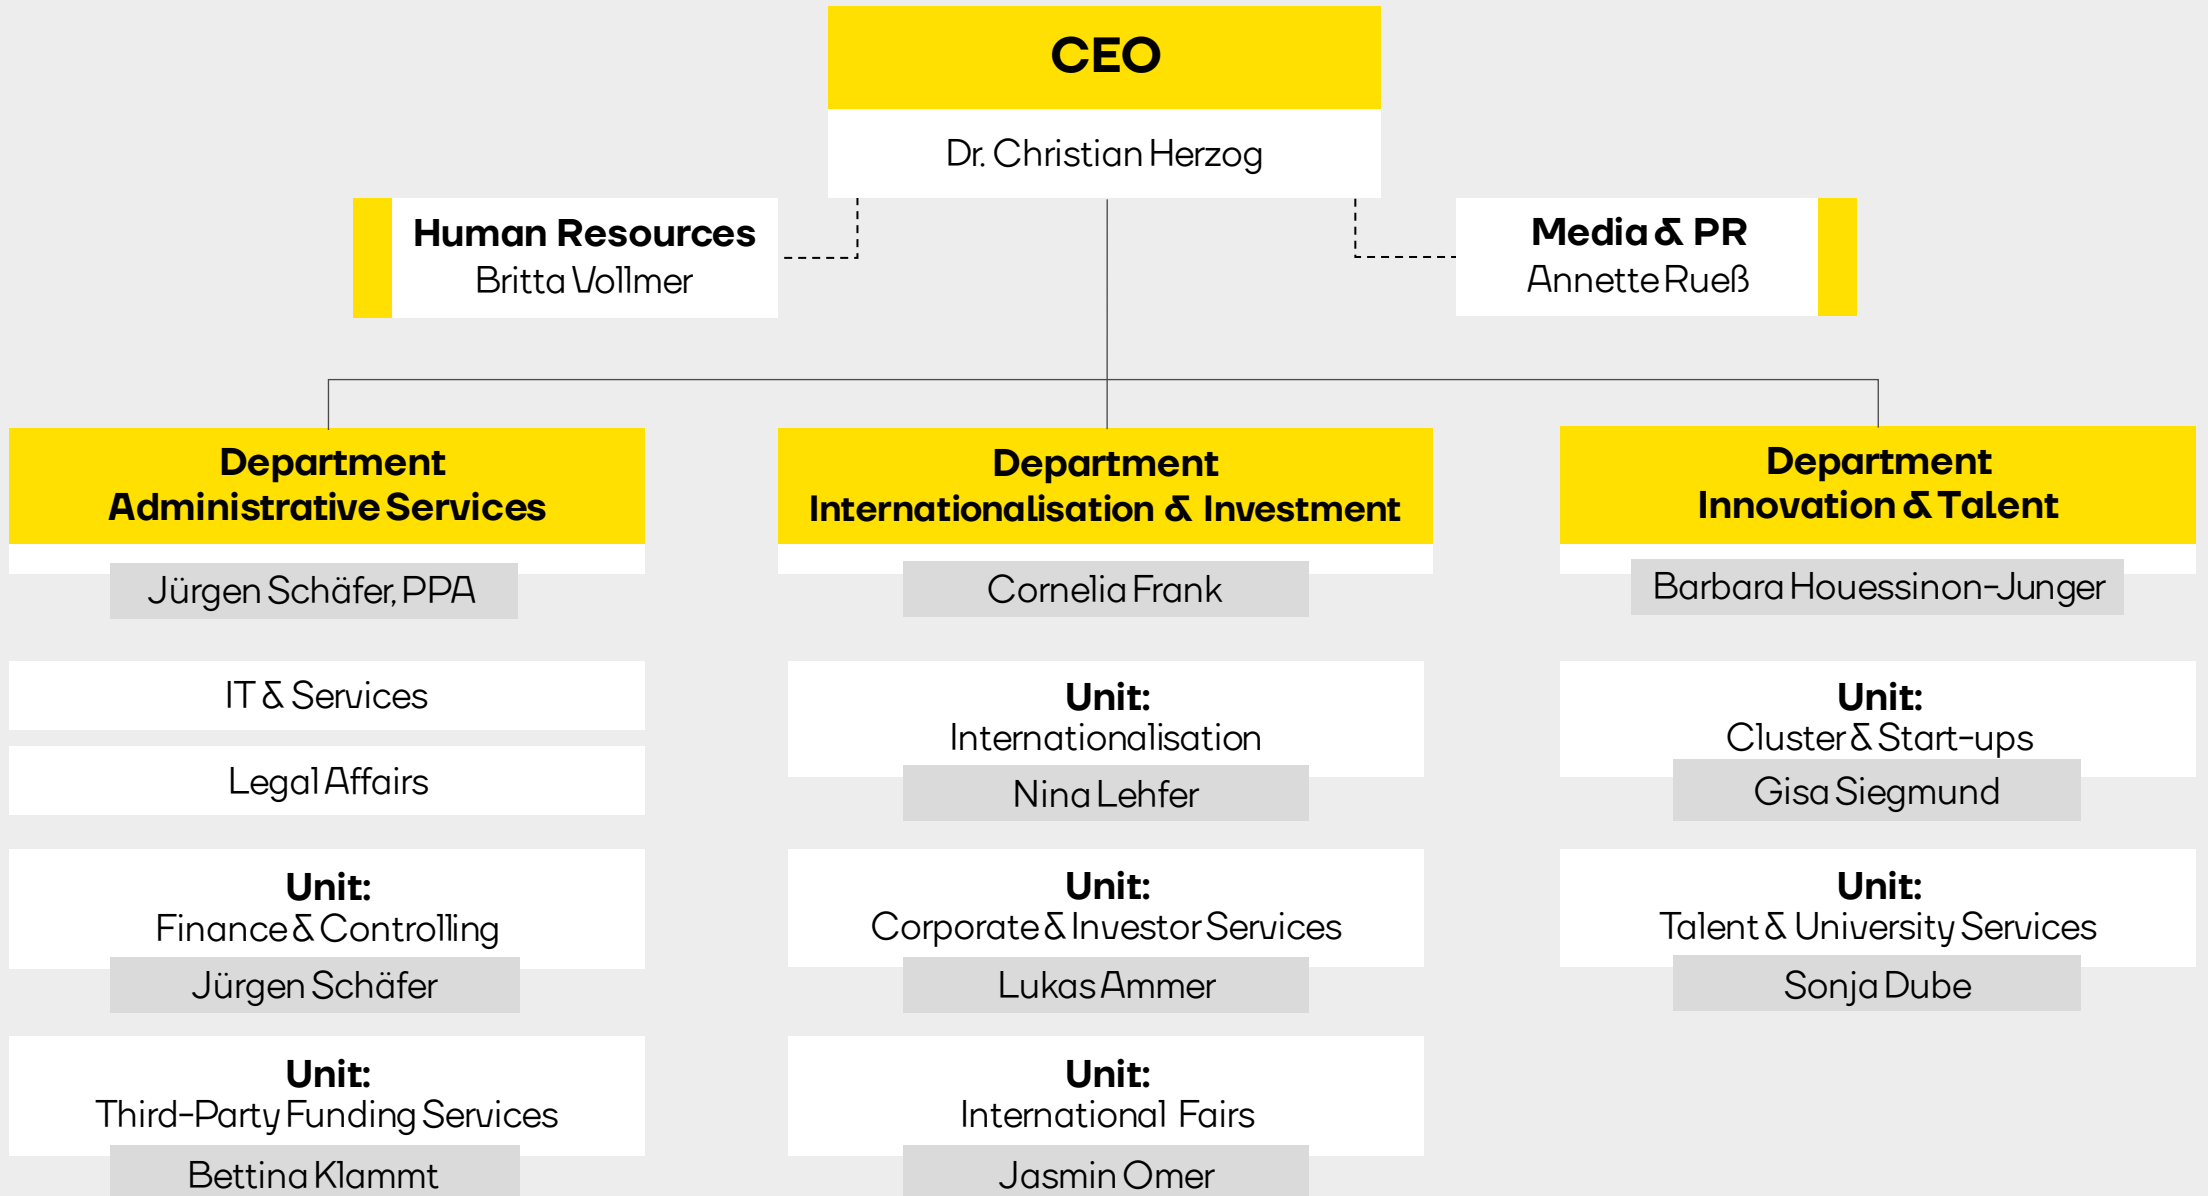 CEO
Dr. Christian Herzog
Human Resources
Britta Vollmer
Media & PR
Annette Rueß
Department
Administrative Services
Jürgen Schäfer, PPA
IT & Services
Legal Affairs
Unit:
Finance & Controlling
Jürgen Schäfer
Unit:
Third-Party Funding Services
Bettina Klammt
Department
Internationalisation & Investment
Cornelia Frank
Unit:
Internationalisation
Nina Lehfer
Unit:
Corporate & Investor Services
Lukas Ammer
Unit:
International Fairs
Jasmin Omer
Department
Innovation & Talent
Barbara Houessinon-Junger
Unit:
Cluster & Start-ups
Gisa Siegmund
Unit:
Talent & University Services
Sonja Dube